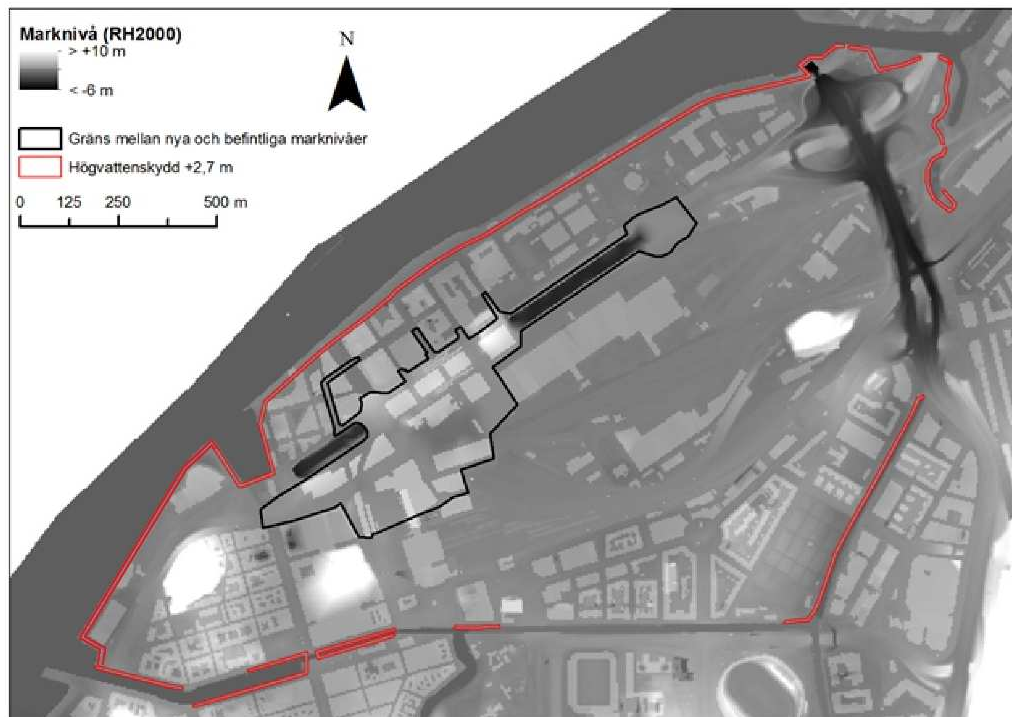 Marknivå (RH2000)
> +10 m
< -6 m
Gräns mellan nya och befintliga marknivåer
Högvattenskydd +2,7 m
0 125 250 500 m
N